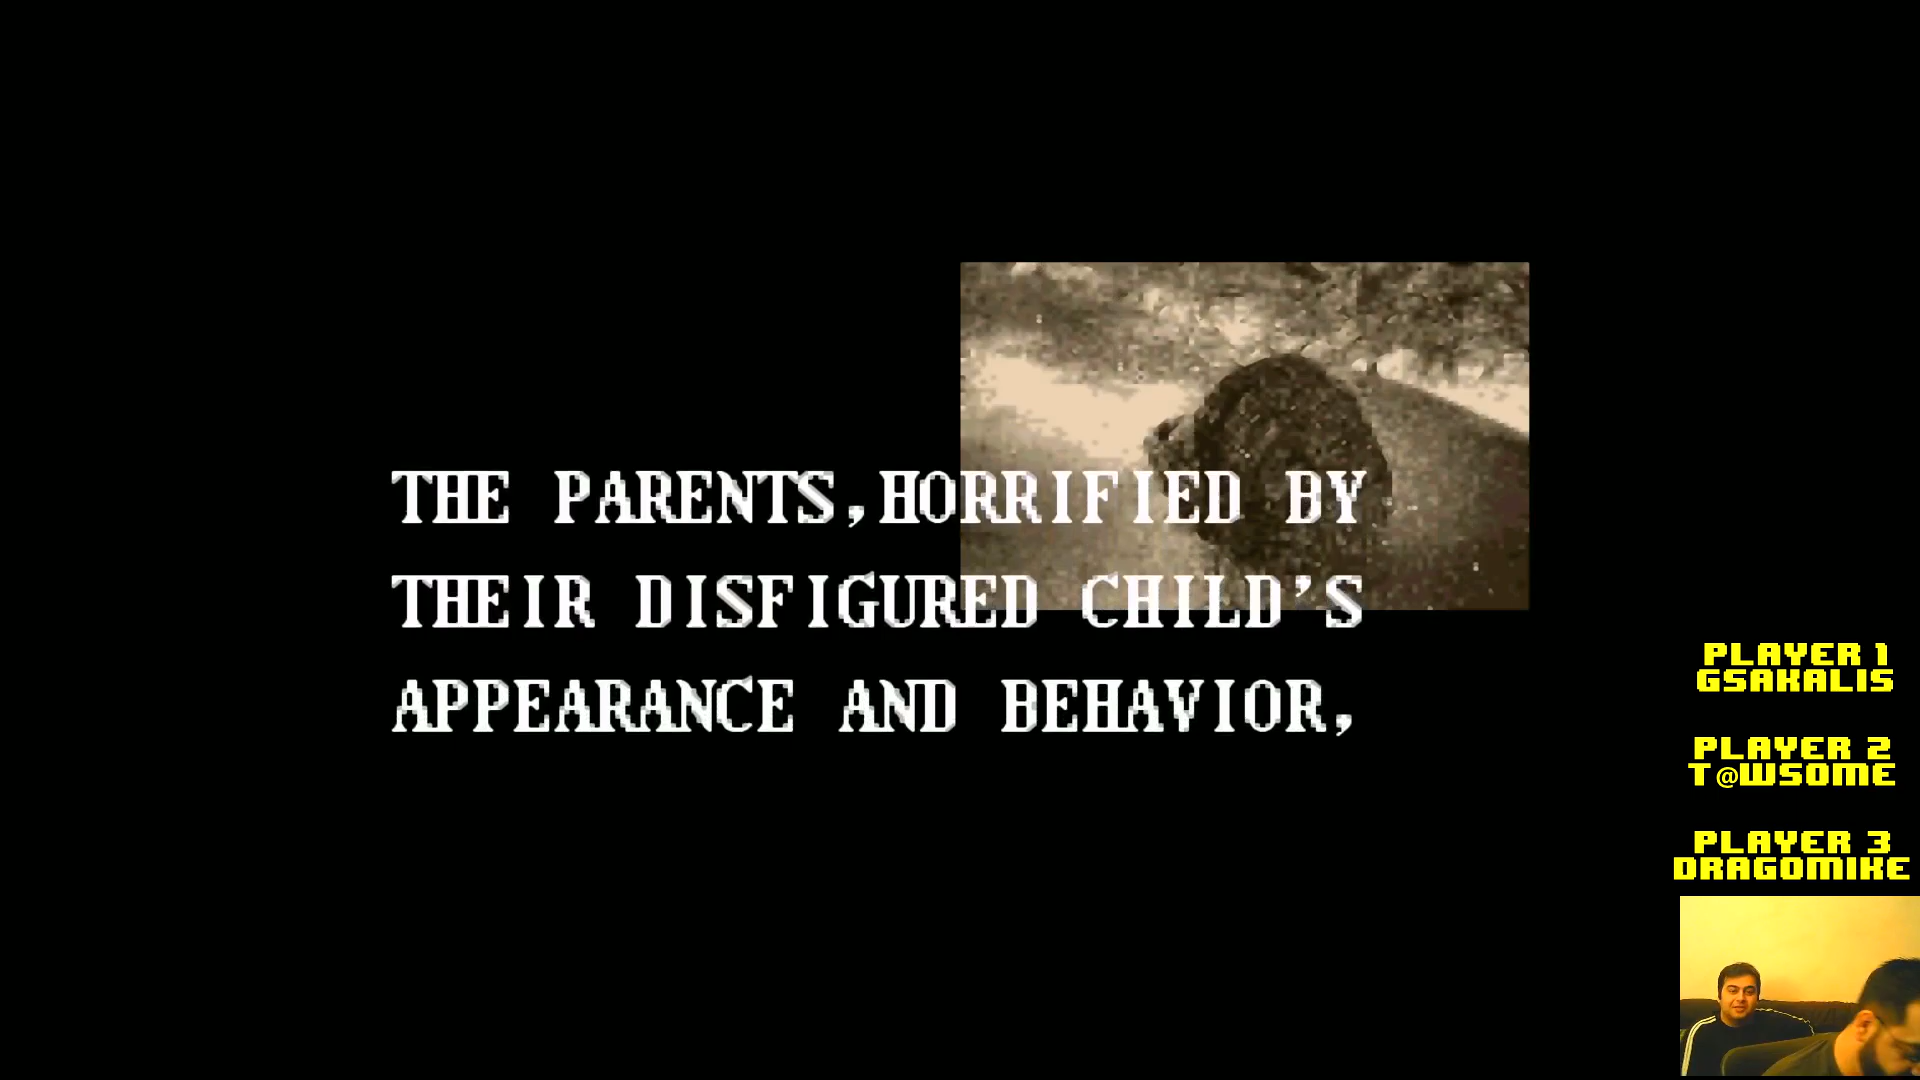 THE PARENTS,HORRIFIED BY
THEIR DISFIGURED CHILD'S
APPEARANCE AND BEHAVIOR,
PLAYER 1
GSAKALIS
PLAYER 2
T@WSOME
PLAYER 3
DRAGOMIKE